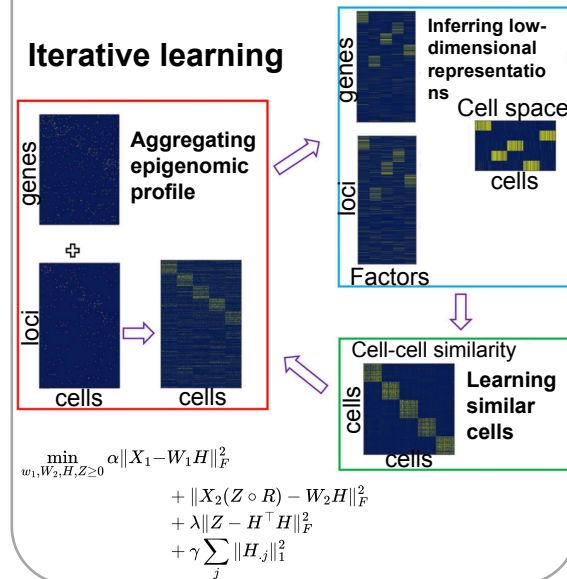 Iterative learning
genes
Aggregating
epigenomic
profile
loci
cells
cells
genes
Inferring low-
dimensional
representatio
ns
Cell space
cells
loci
Factors
Cell-cell similarity
cells
Learning
similar
cells
cells
min_{w_1,W_2,H,Z≥0} α‖X_1−W_1H‖_F^2
+ ‖X_2(Z ∘ R) − W_2H‖_F^2
+ λ‖Z − H^⊤H‖_F^2
+ γ∑_j ‖H_{.j}‖_1^2